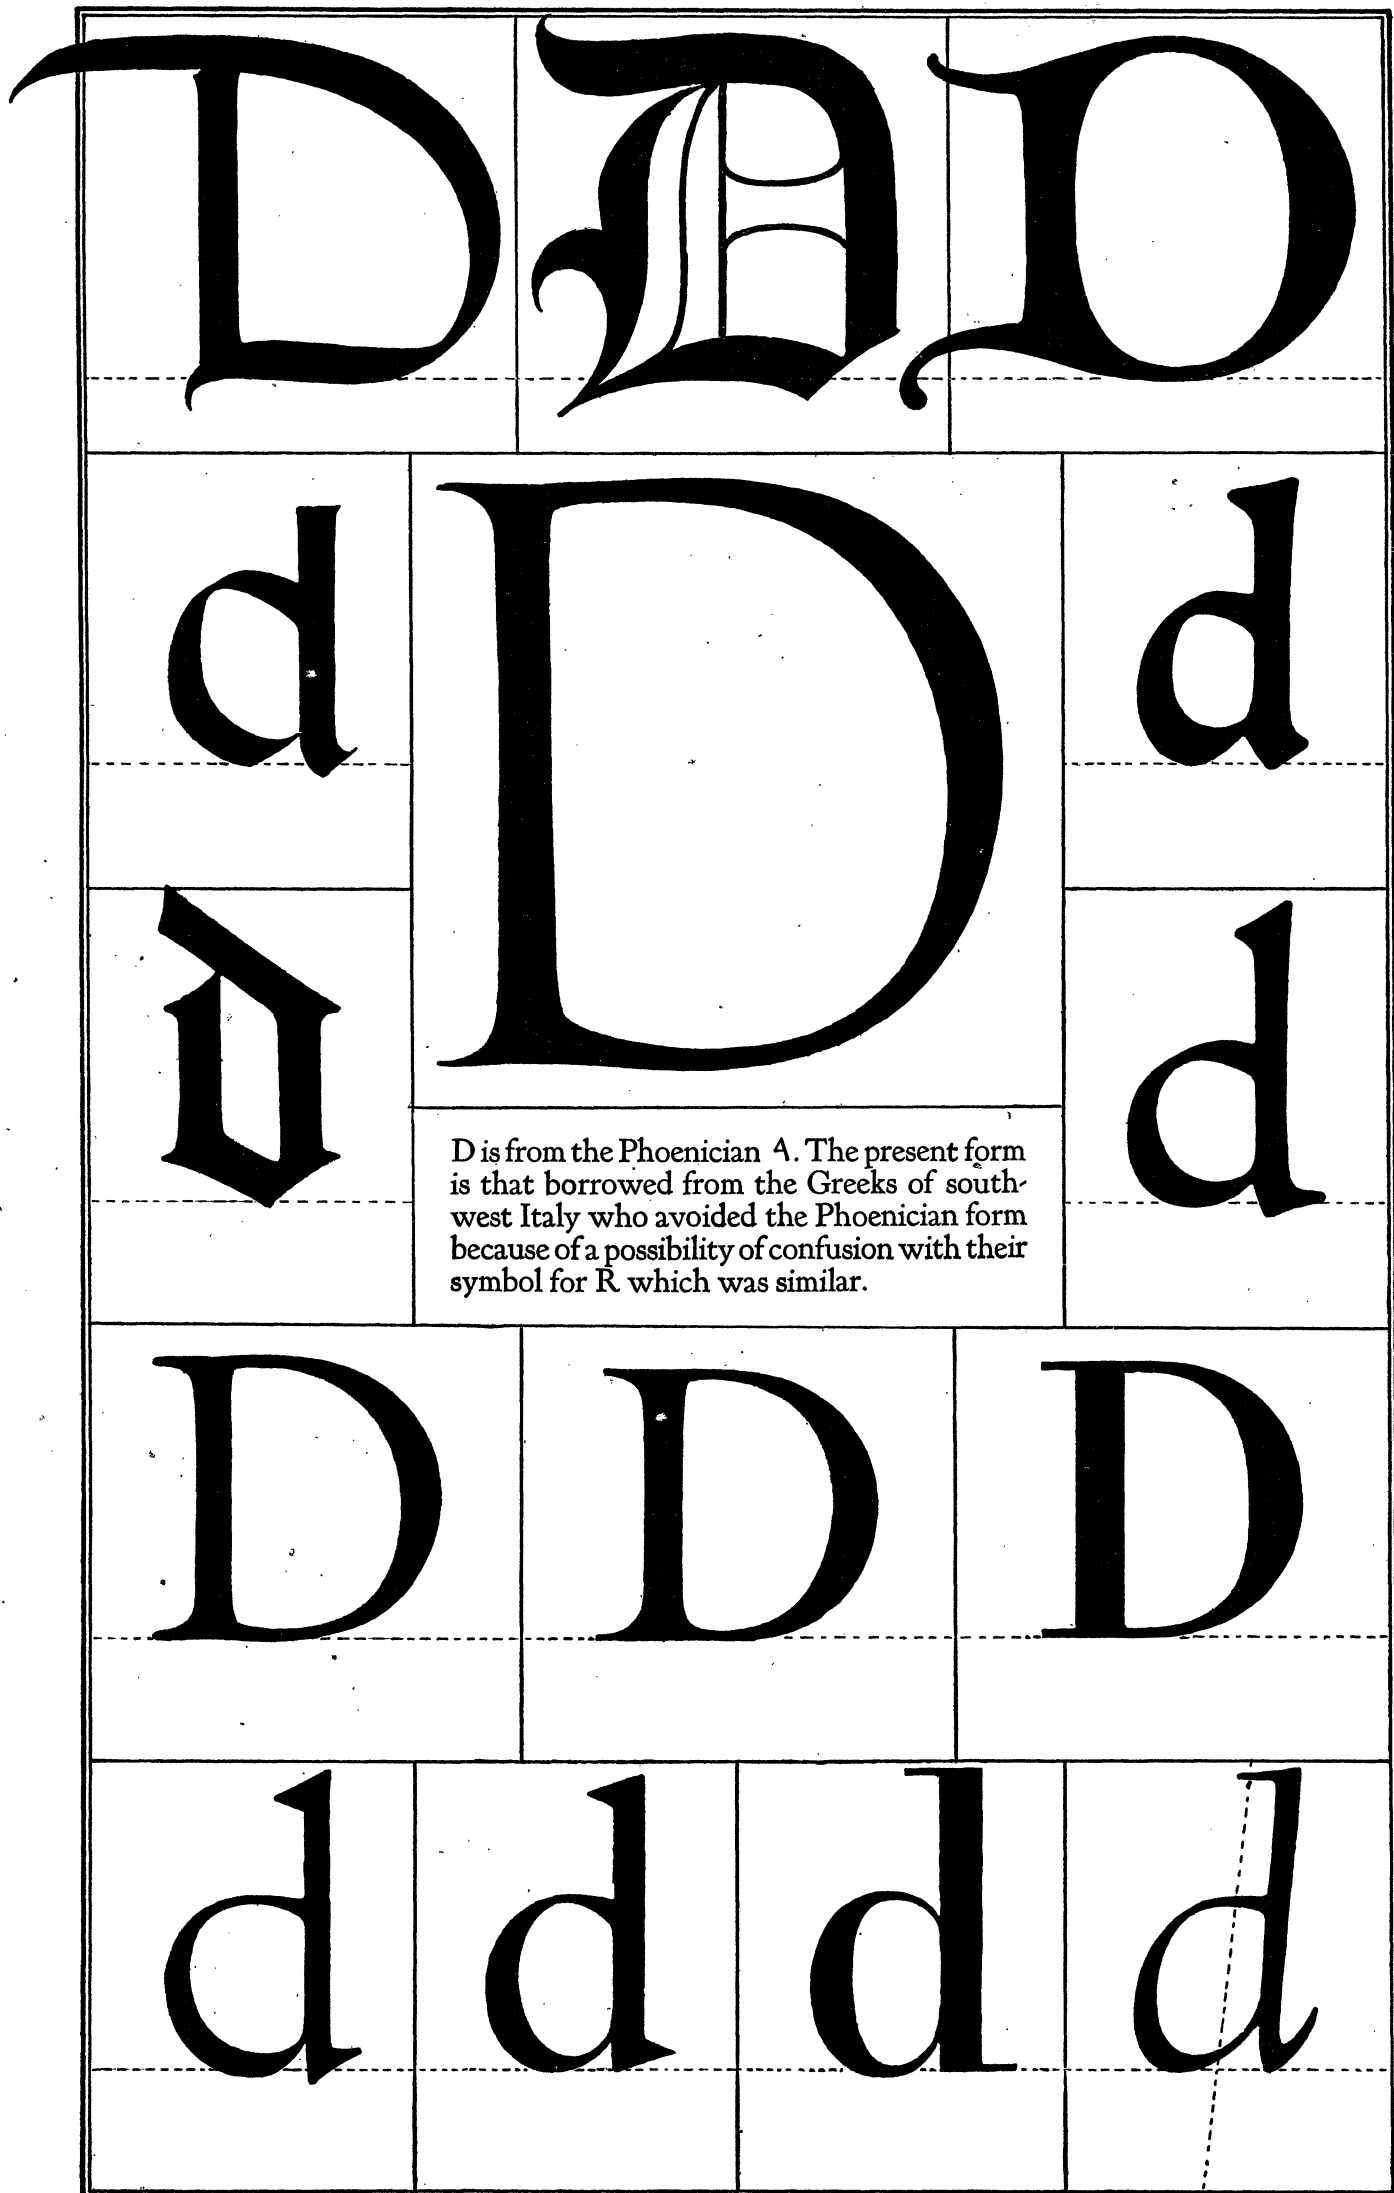 D D D
d D d
d d
D is from the Phoenician 𐤃. The present form
is that borrowed from the Greeks of south-
west Italy who avoided the Phoenician form
because of a possibility of confusion with their
symbol for R which was similar.
D D D
d d d d